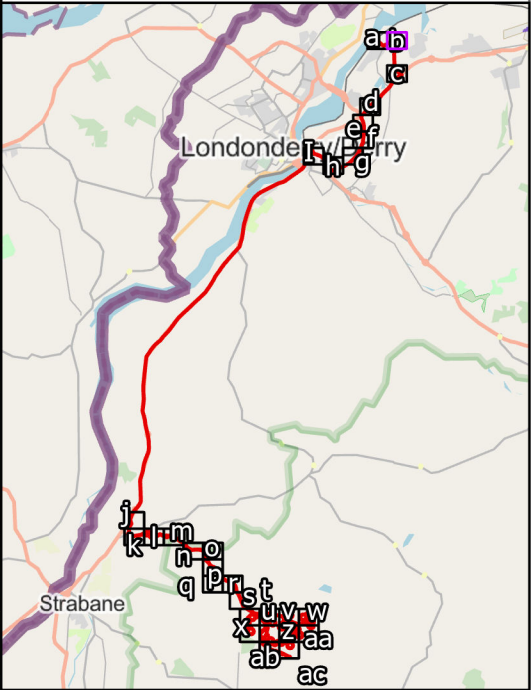 a b
c
d
e f
Londonderry/Derry
I h g
j
k l m
n o
p
q r
s t
Strabane
u v w
x z aa
ab
ac